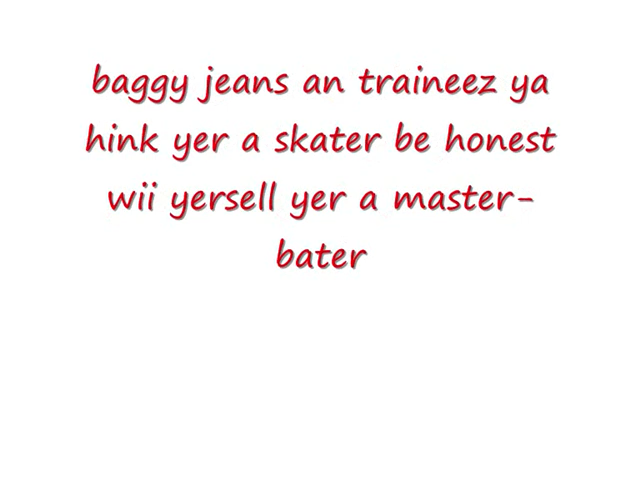 baggy jeans an traineez ya
hink yer a skater be honest
wii yersell yer a master-
bater